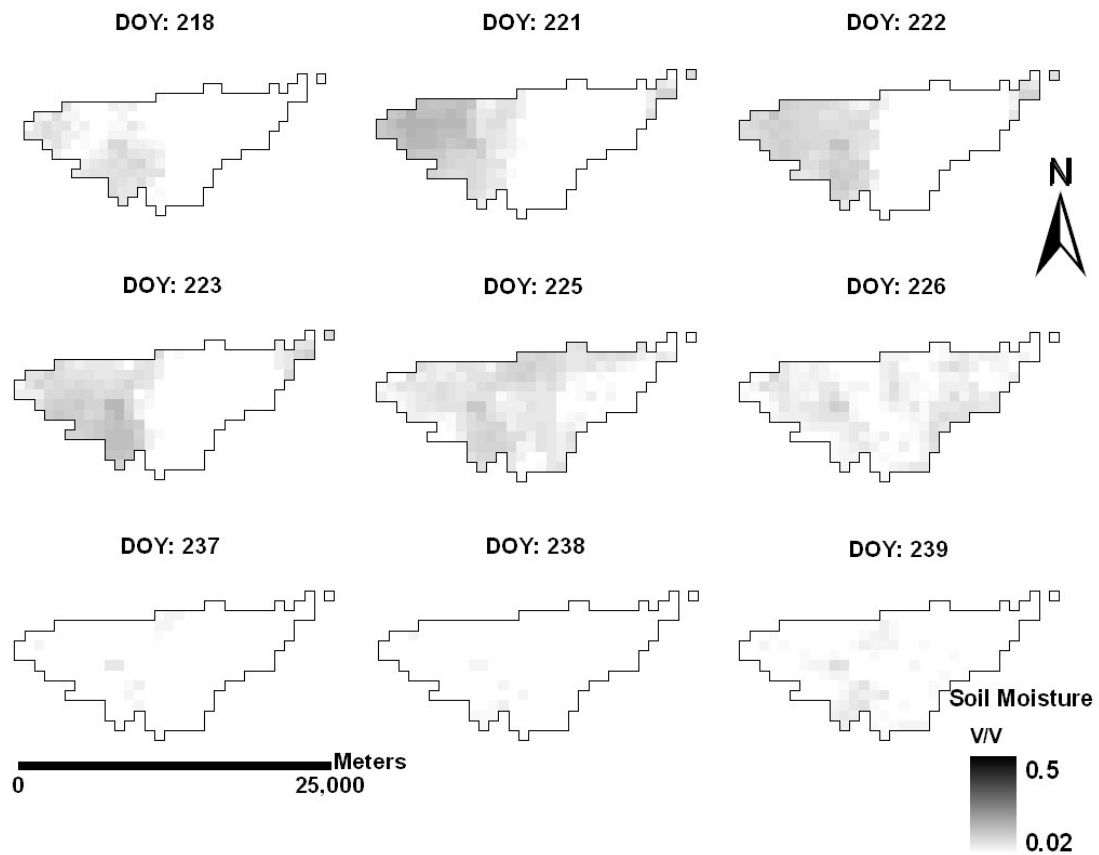 DOY: 218
DOY: 221
DOY: 222
N
DOY: 223
DOY: 225
DOY: 226
DOY: 237
DOY: 238
DOY: 239
Soil Moisture
V/V
0.5
0.02
Meters
0
25,000